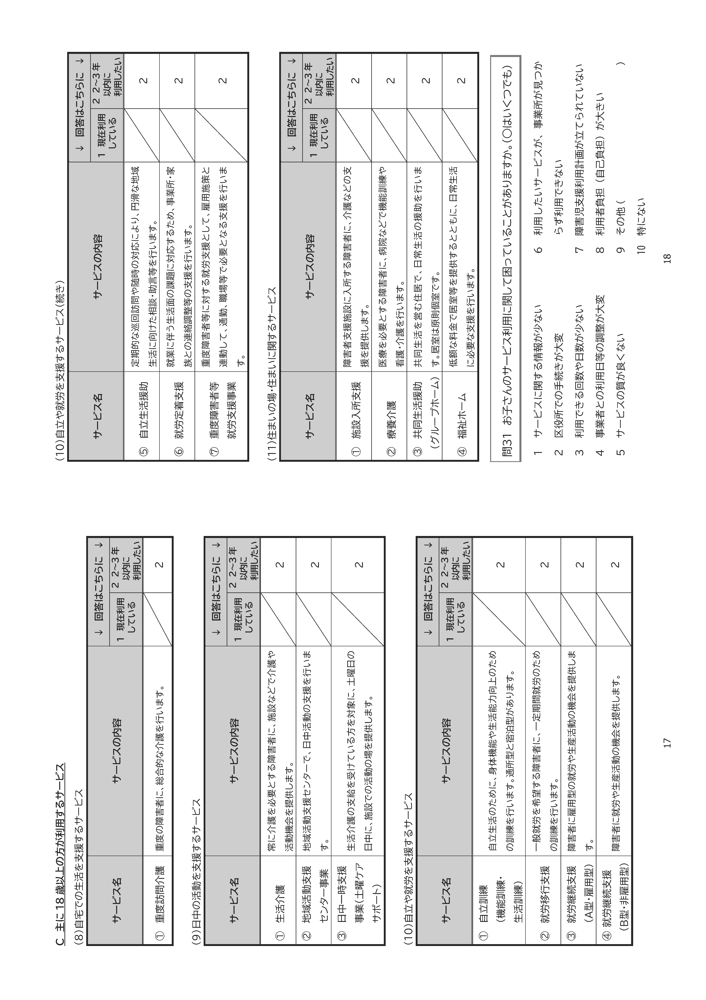 C　主に 18 歳以上の方が利用するサービス
（8）自宅での生活を支援するサービス
サービス名
サービスの内容
↓　回答はこちらに　↓
1　現在利用
している
2　2～3年
以内に
利用したい
①　重度訪問介護
重度の障害者に、総合的な介護を行います。
2
（9）日中の活動を支援するサービス
サービス名
サービスの内容
↓　回答はこちらに　↓
1　現在利用
している
2　2～3年
以内に
利用したい
①　生活介護
常に介護を必要とする障害者に、施設などで介護や
活動機会を提供します。
2
②　地域活動支援
センター事業
地域活動支援センターで、日中活動の支援を行いま
す。
2
③　日中一時支援
事業（土曜ケア
サポート）
生活介護の支給を受けている方を対象に、土曜日の
日中に、施設での活動の場を提供します。
2
（10）自立や就労を支援するサービス
サービス名
サービスの内容
↓　回答はこちらに　↓
1　現在利用
している
2　2～3年
以内に
利用したい
①　自立訓練
（機能訓練・
生活訓練）
自立生活のために、身体機能や生活能力向上のため
の訓練を行います。通所型と宿泊型があります。
2
②　就労移行支援
一般就労を希望する障害者に、一定期間就労のため
の訓練を行います。
2
③　就労継続支援
（A型・雇用型）
障害者に雇用型の就労や生産活動の機会を提供しま
す。
2
④ 就労継続支援
（B型・非雇用型）
障害者に就労や生産活動の機会を提供します。
2
17
（10）自立や就労を支援するサービス（続き）
サービス名
サービスの内容
↓　回答はこちらに　↓
1　現在利用
している
2　2～3年
以内に
利用したい
⑤　自立生活援助
定期的な巡回訪問や随時の対応により、円滑な地域
生活に向けた相談・助言等を行います。
2
⑥　就労定着支援
就業に伴う生活面の課題に対応するため、事業所・家
族との連絡調整等の支援を行います。
2
⑦　重度障害者等
就労支援事業
重度障害者等に対する就労支援として、雇用施策と
連動して、通勤、職場等で必要となる支援を行いま
す。
2
（11）住まいの場・住まいに関するサービス
サービス名
サービスの内容
↓　回答はこちらに　↓
1　現在利用
している
2　2～3年
以内に
利用したい
①　施設入所支援
障害者支援施設に入所する障害者に、介護などの支
援を提供します。
2
②　療養介護
医療を必要とする障害者に、病院などで機能訓練や
看護・介護を行います。
2
③ 共同生活援助
（グループホーム）
共同生活を営む住居で、日常生活の援助を行いま
す。居室は原則個室です。
2
④　福祉ホーム
低額な料金で居室等を提供するとともに、日常生活
に必要な支援を行います。
2
問31　お子さんのサービス利用に関して困っていることがありますか。（〇はいくつでも）
1　サービスに関する情報が少ない
2　区役所での手続きが大変
3　利用できる回数や日数が少ない
4　事業者との利用日等の調整が大変
5　サービスの質が良くない
6　利用したいサービスが、事業所が見つか
らず利用できない
7　障害児支援利用計画が立てられていない
8　利用者負担（自己負担）が大きい
9　その他（　　　　　　　　　　　　　）
10　特にない
18